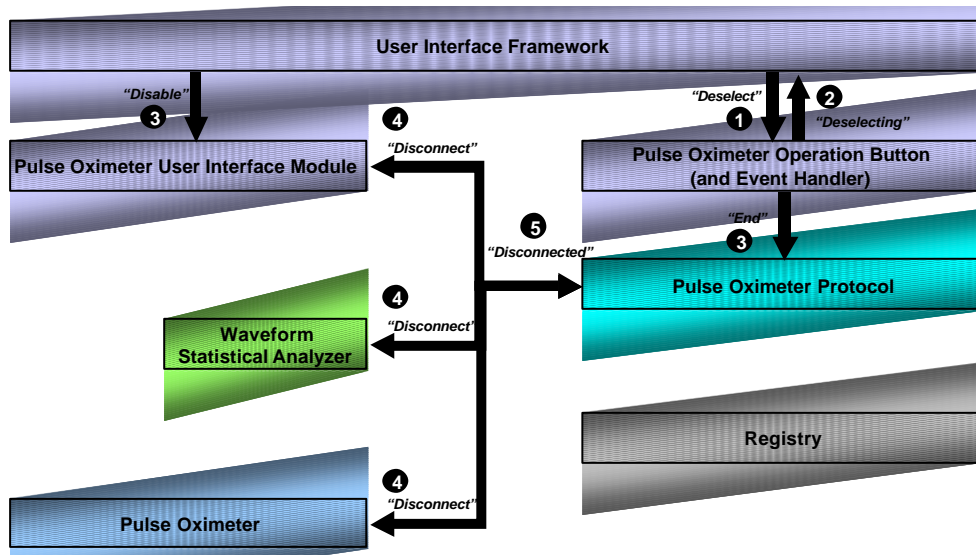 User Interface Framework
“Disable”
3
4
“Deselect”
1
2
“Deselecting”
“Disconnect”
Pulse Oximeter User Interface Module
Pulse Oximeter Operation Button
(and Event Handler)
“End”
3
5
“Disconnected”
Pulse Oximeter Protocol
4
“Disconnect”
Waveform
Statistical Analyzer
Registry
4
“Disconnect”
Pulse Oximeter